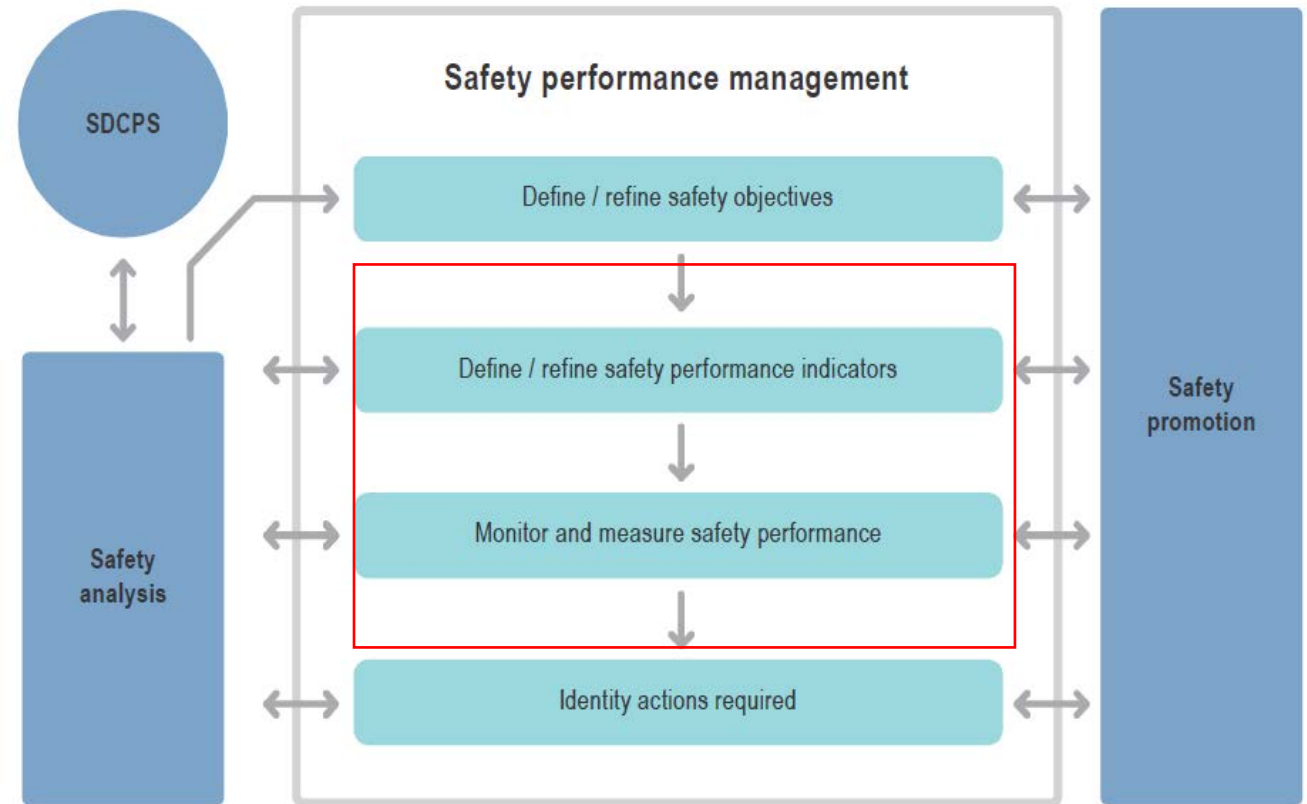 Safety performance management
SDCPS
Define / refine safety objectives
Define / refine safety performance indicators
Safety
promotion
Monitor and measure safety performance
Safety
analysis
Identity actions required